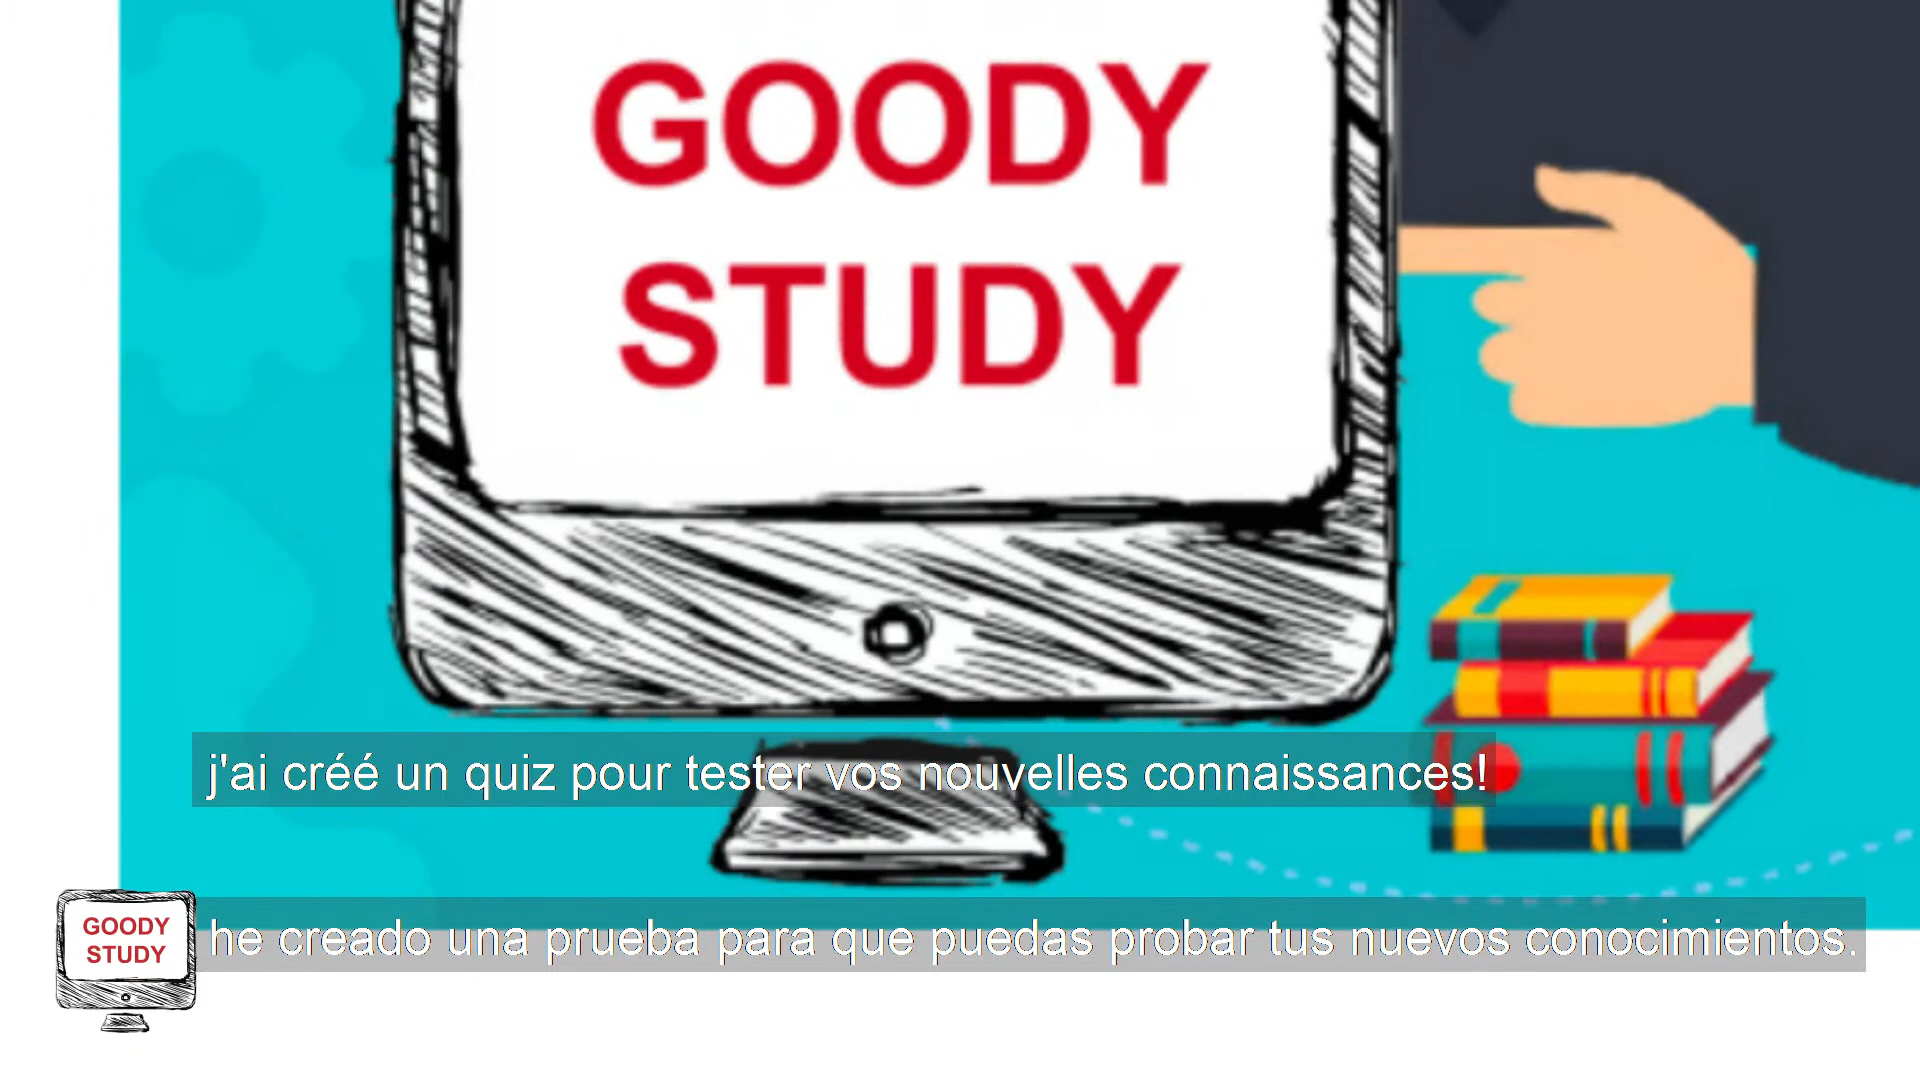 GOODY
STUDY
j'ai créé un quiz pour tester vos nouvelles connaissances!
GOODY
STUDY
he creado una prueba para que puedas probar tus nuevos conocimientos.